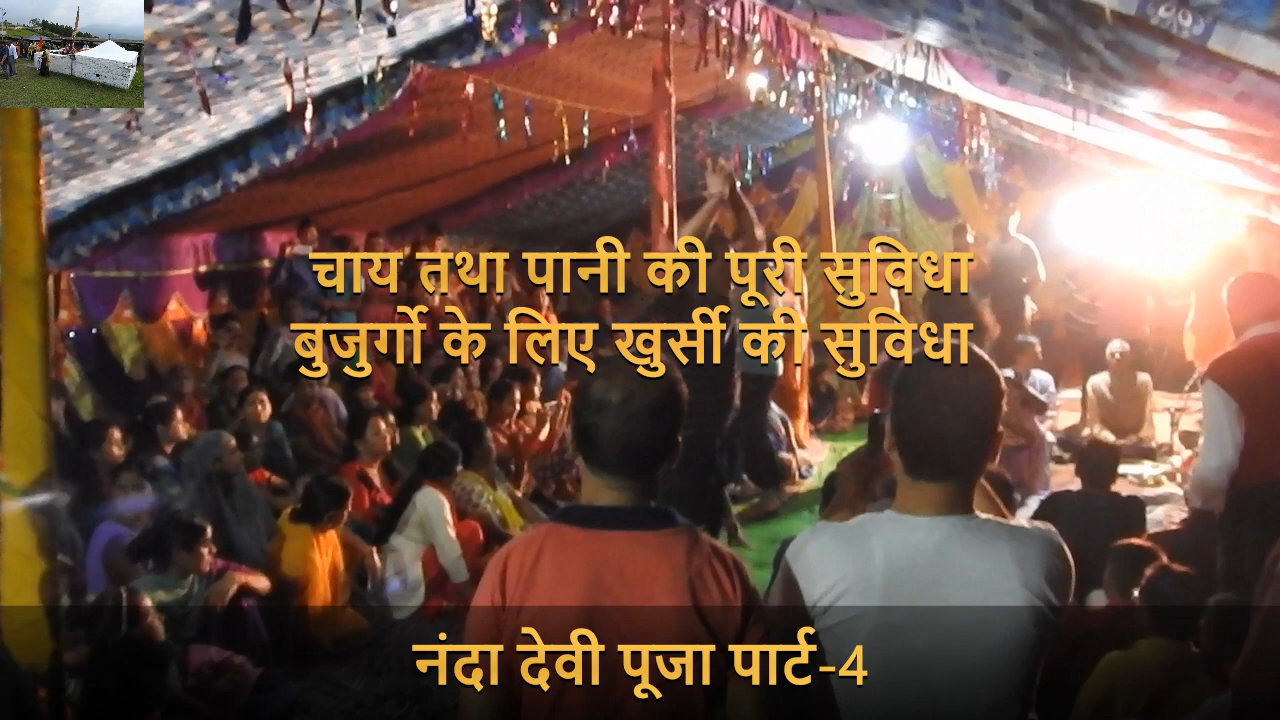 चाय तथा पानी की पूरी सुविधा
बुजुर्गो के लिए खुर्सी की सुविधा
नंदा देवी पूजा पार्ट-4